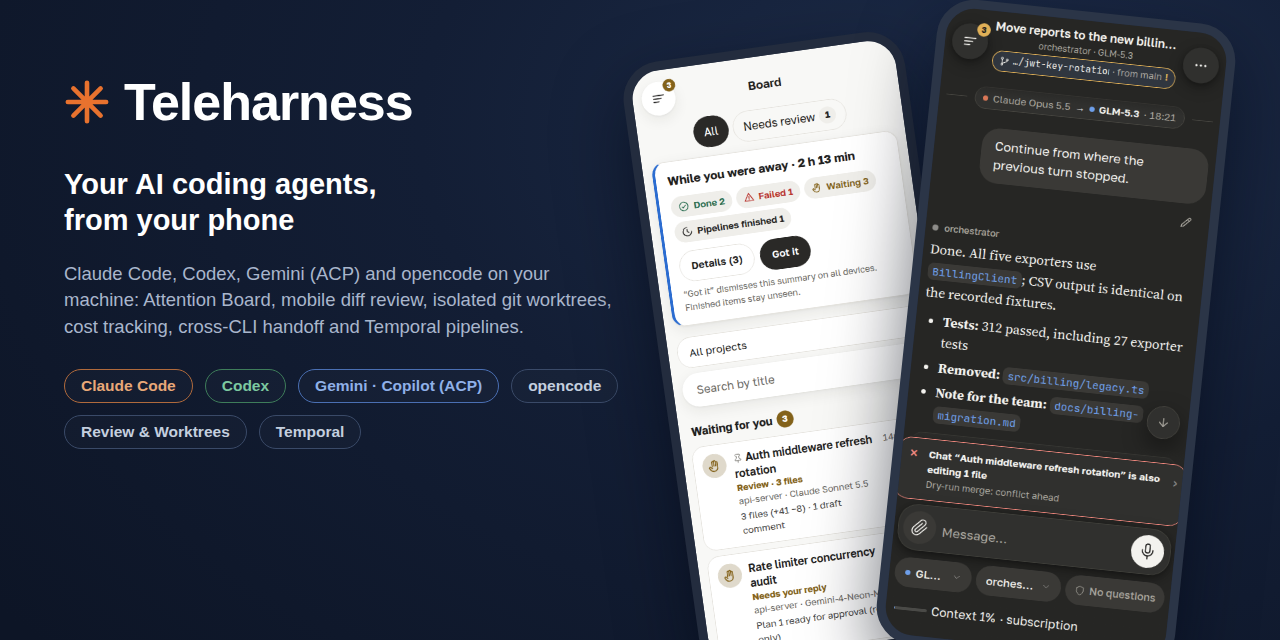 Teleharness
Your AI coding agents,
from your phone
Claude Code, Codex, Gemini (ACP) and opencode on your
machine: Attention Board, mobile diff review, isolated git worktrees,
cost tracking, cross-CLI handoff and Temporal pipelines.
Claude Code
Codex
Gemini · Copilot (ACP)
opencode
Review & Worktrees
Temporal
3
Board
All
Needs review 1
While you were away · 2 h 13 min
Done 2
Failed 1
Waiting 3
Pipelines finished 1
Details (3)
Got it
“Got it” dismisses this summary on all devices.
Finished items stay unseen.
All projects
Search by title
Waiting for you 3
Auth middleware refresh
rotation
Review · 3 files
api-server · Claude Sonnet 5.5
3 files (+41 −8) · 1 draft
comment
Rate limiter concurrency
audit
Needs your reply
api-server · Gemini-4-Neon-
Plan 1 ready for approval
only)
3
Move reports to the new billin...
orchestrator · GLM-5.3
…/jwt-key-rotatio · from main !
Claude Opus 5.5 → GLM-5.3 · 18:21
Continue from where the
previous turn stopped.
orchestrator
Done. All five exporters use
BillingClient; CSV output is identical on
the recorded fixtures.
• Tests: 312 passed, including 27 exporter
tests
• Removed: src/billing/legacy.ts
• Note for the team: docs/billing-
migration.md
Chat “Auth middleware refresh rotation” is also
editing 1 file
Dry-run merge: conflict ahead
Message...
GL...
orches...
No questions
Context 1% · subscription